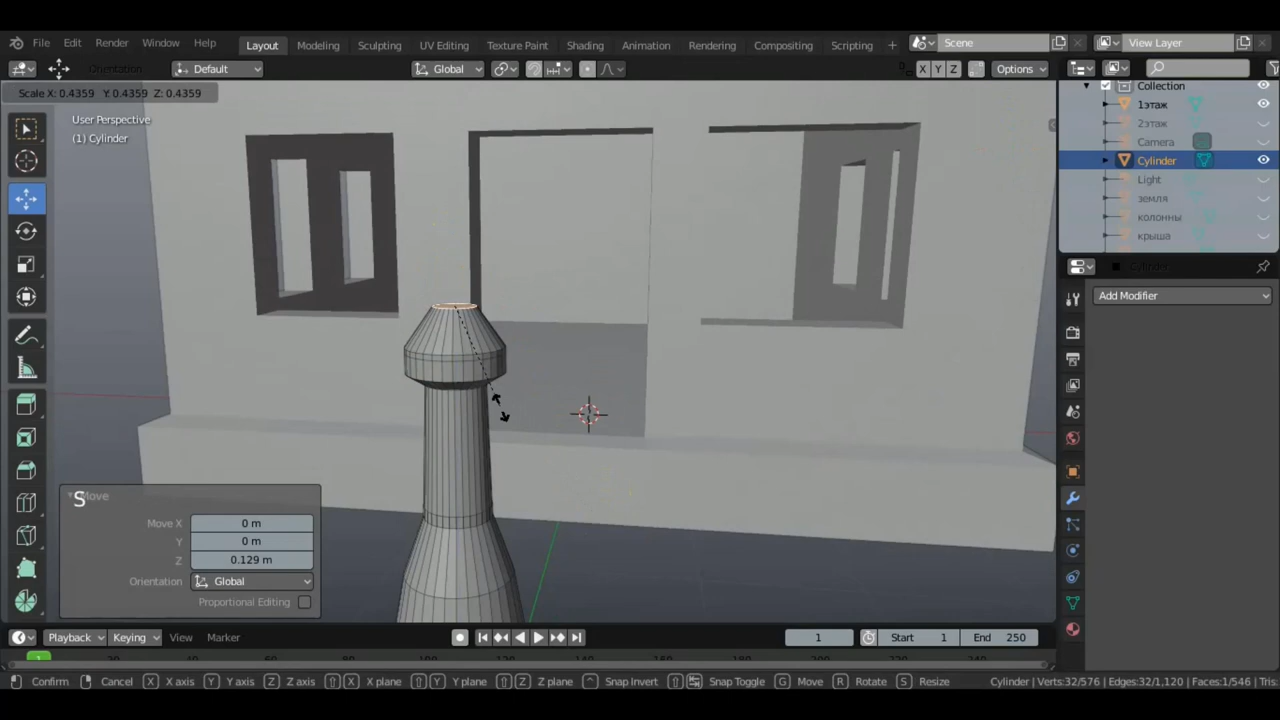 File Edit Render Window Help Layout Modeling Sculpting UV Editing Texture Paint Shading Animation Rendering Compositing Scripting + Scene View Layer
Orientation Default Global X Y Z Options
Scale X: 0.4359 Y: 0.4359 Z: 0.4359
User Perspective
(1) Cylinder
Collection
1этаж
2этаж
Camera
Cylinder
Light
земля
колонны
крыша
Cylinder
Add Modifier
S
Move
Move X 0 m
Y 0 m
Z 0.129 m
Orientation Global
Proportional Editing
Playback Keying View Marker 1 Start 1 End 250
1
Confirm Cancel X X axis Y Y axis Z Z axis X X plane Y Y plane Z Z plane Snap Invert Snap Toggle G Move R Rotate S Resize Cylinder | Verts:32/576 | Edges:32/1,120 | Faces:1/546 | Tris: